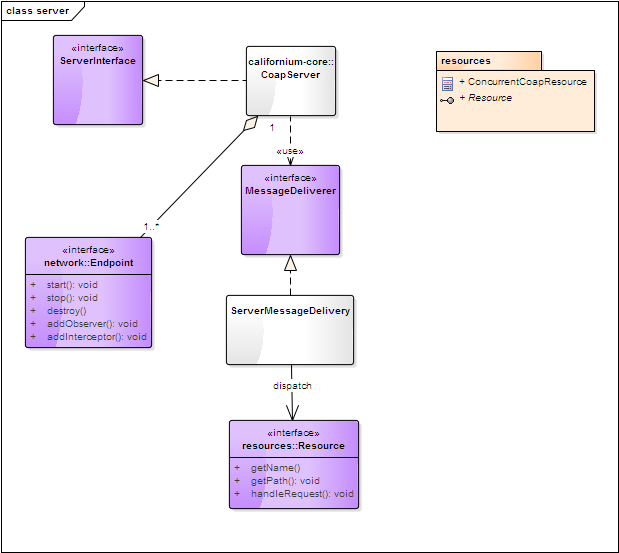 class server
«interface»
ServerInterface
californium-core::
CoapServer
resources
+ ConcurrentCoapResource
+ Resource
1
«use»
«interface»
MessageDeliverer
1..*
«interface»
network::Endpoint
+ start(): void
+ stop(): void
+ destroy()
+ addObserver(): void
+ addInterceptor(): void
ServerMessageDelivery
dispatch
«interface»
resources::Resource
+ getName()
+ getPath(): void
+ handleRequest(): void